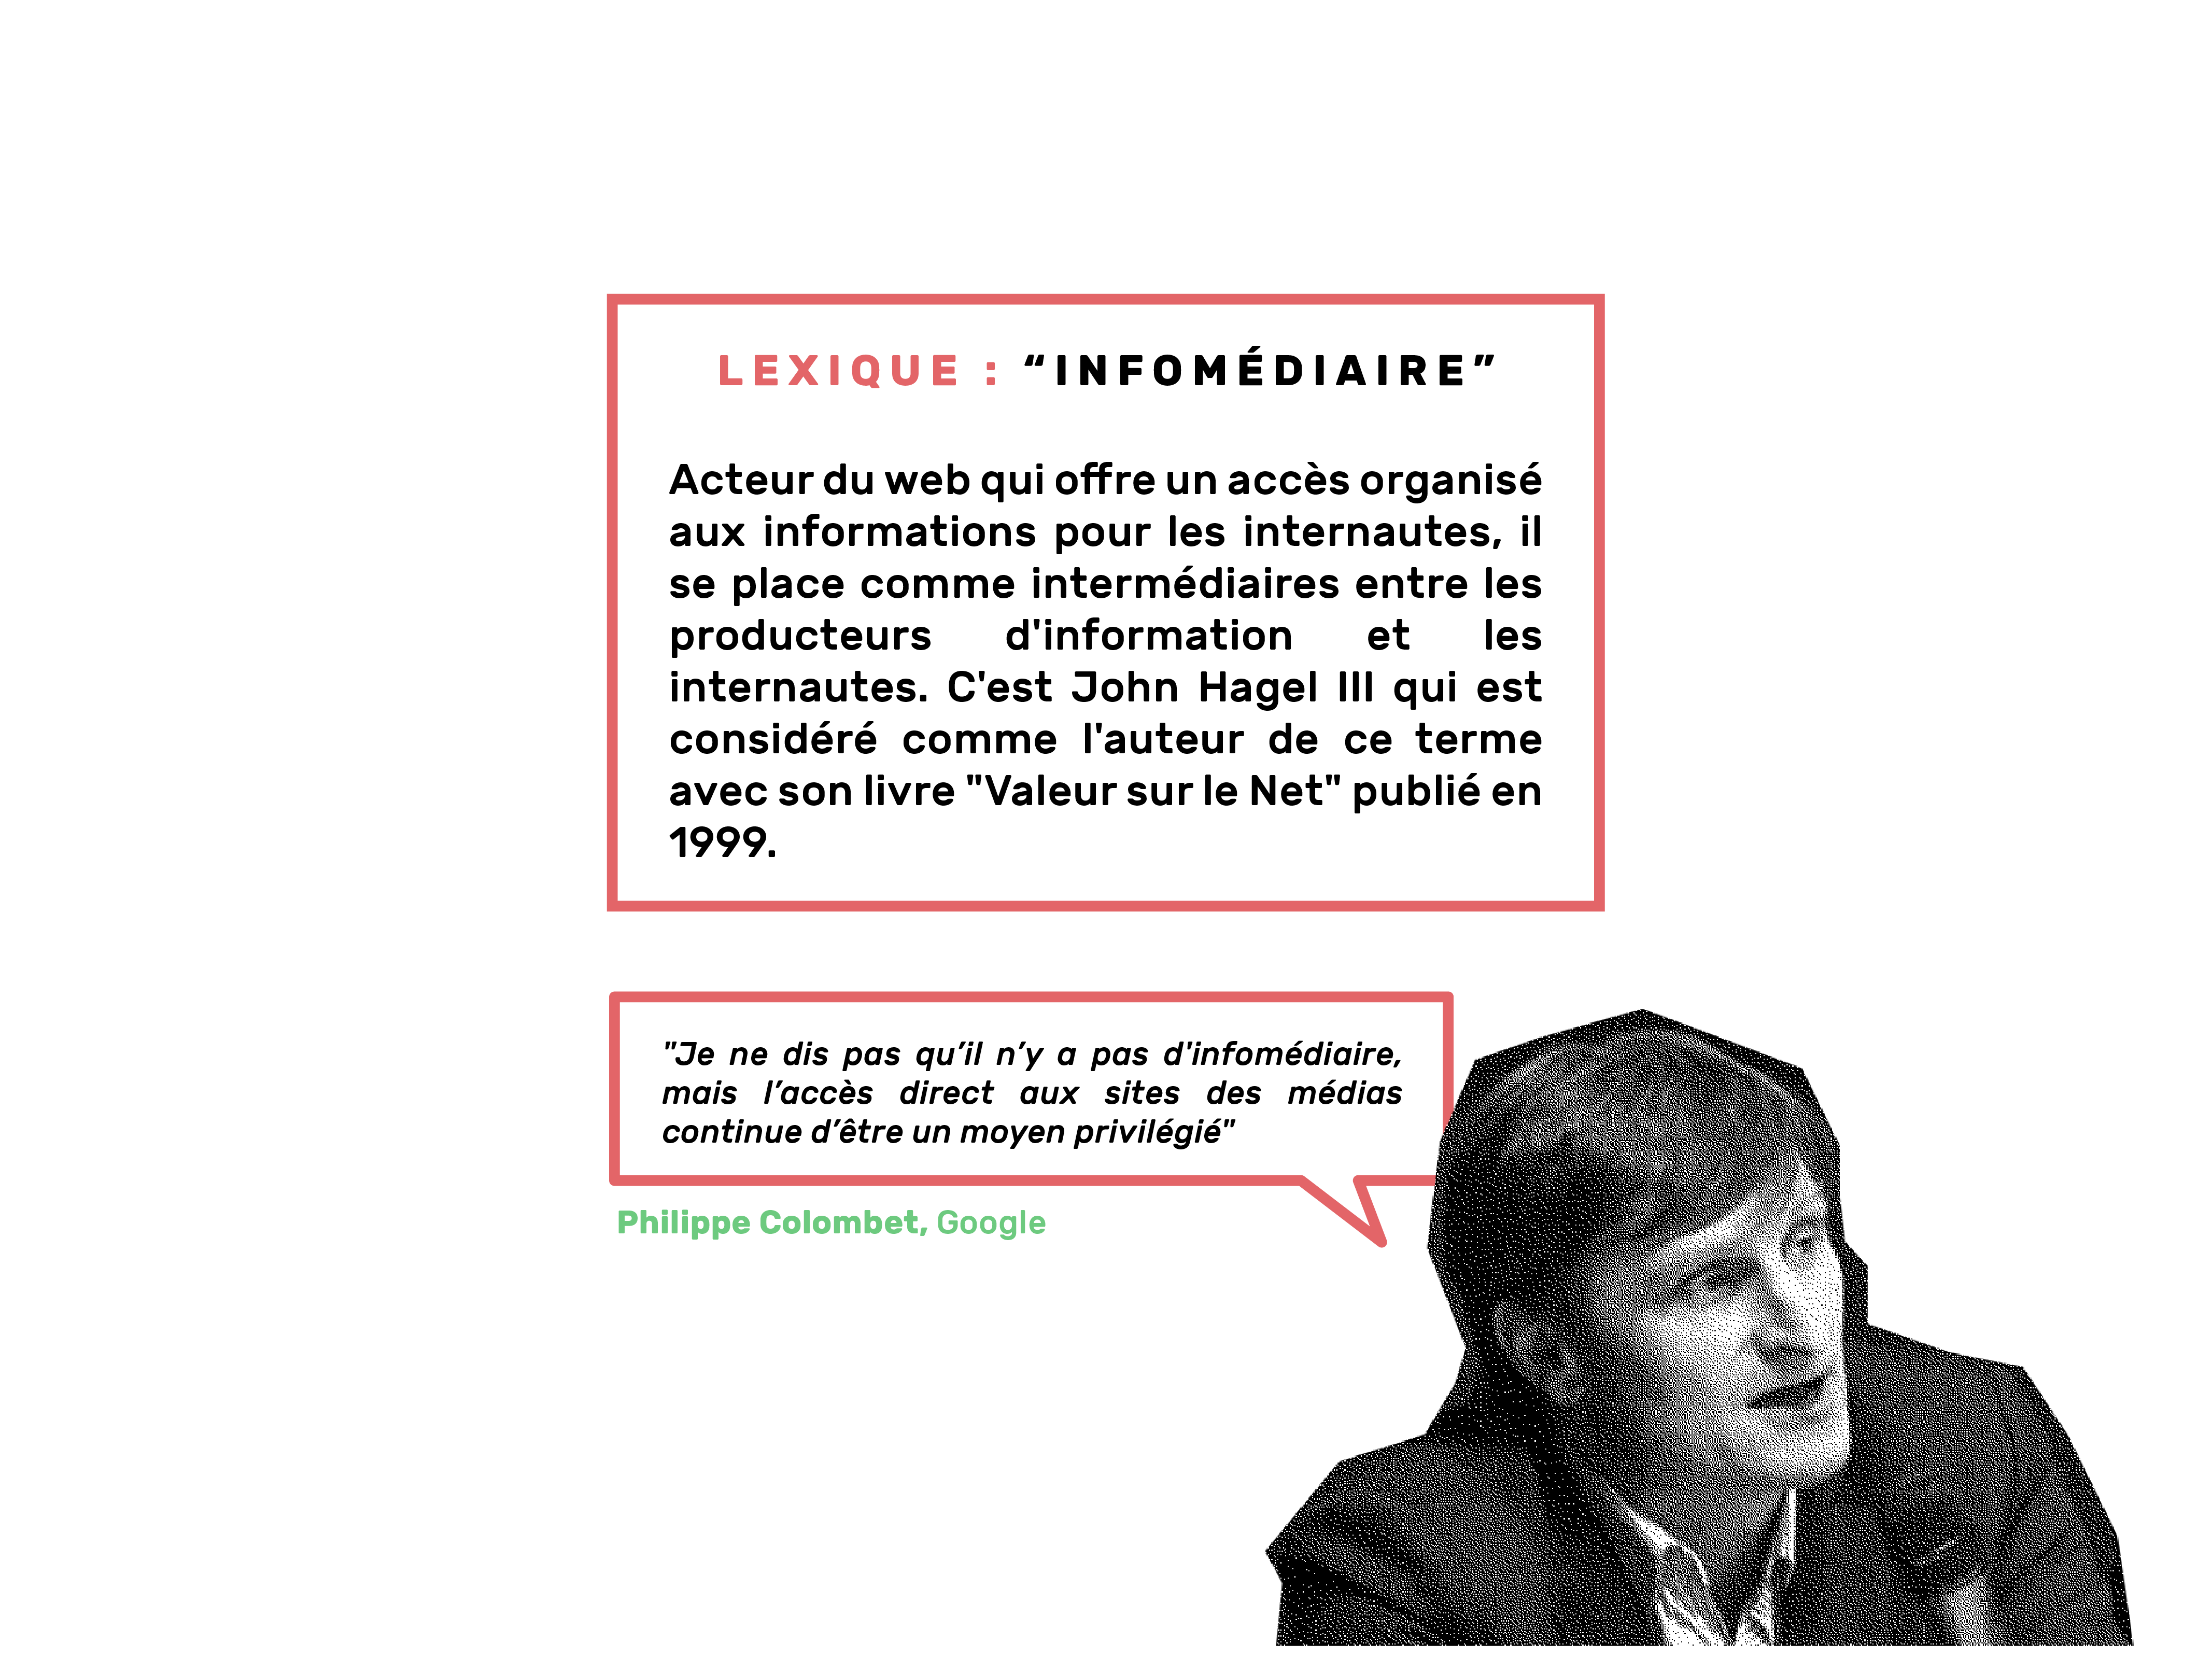 LEXIQUE : “INFOMÉDIAIRE”
Acteur du web qui offre un accès organisé
aux informations pour les internautes, il
se place comme intermédiaires entre les
producteurs d'information et les
internautes. C'est John Hagel III qui est
considéré comme l'auteur de ce terme
avec son livre "Valeur sur le Net" publié en
1999.
"Je ne dis pas qu’il n’y a pas d'infomédiaire,
mais l’accès direct aux sites des médias
continue d’être un moyen privilégié"
Philippe Colombet, Google